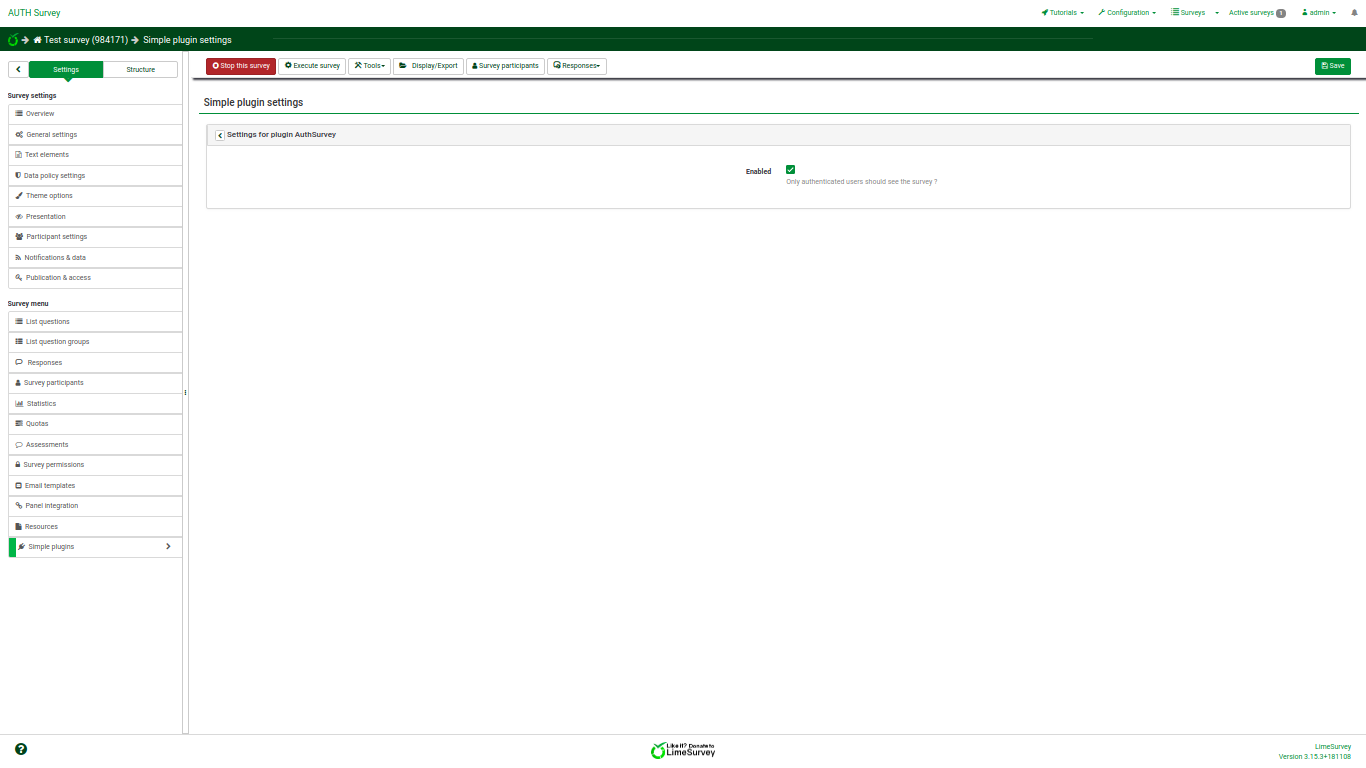 AUTH Survey
Tutorials
Configuration
Surveys
Active surveys 1
admin
Test survey (984171)
Simple plugin settings
Settings
Structure
Stop this survey
Execute survey
Tools
Display/Export
Survey participants
Responses
Save
Survey settings
Overview
General settings
Text elements
Data policy settings
Theme options
Presentation
Participant settings
Notifications & data
Publication & access
Survey menu
List questions
List question groups
Responses
Survey participants
Statistics
Quotas
Assessments
Survey permissions
Email templates
Panel integration
Resources
Simple plugins
Simple plugin settings
Settings for plugin AuthSurvey
Enabled
Only authenticated users should see the survey ?
Like it? Donate to
LimeSurvey
LimeSurvey
Version 3.15.3+181108